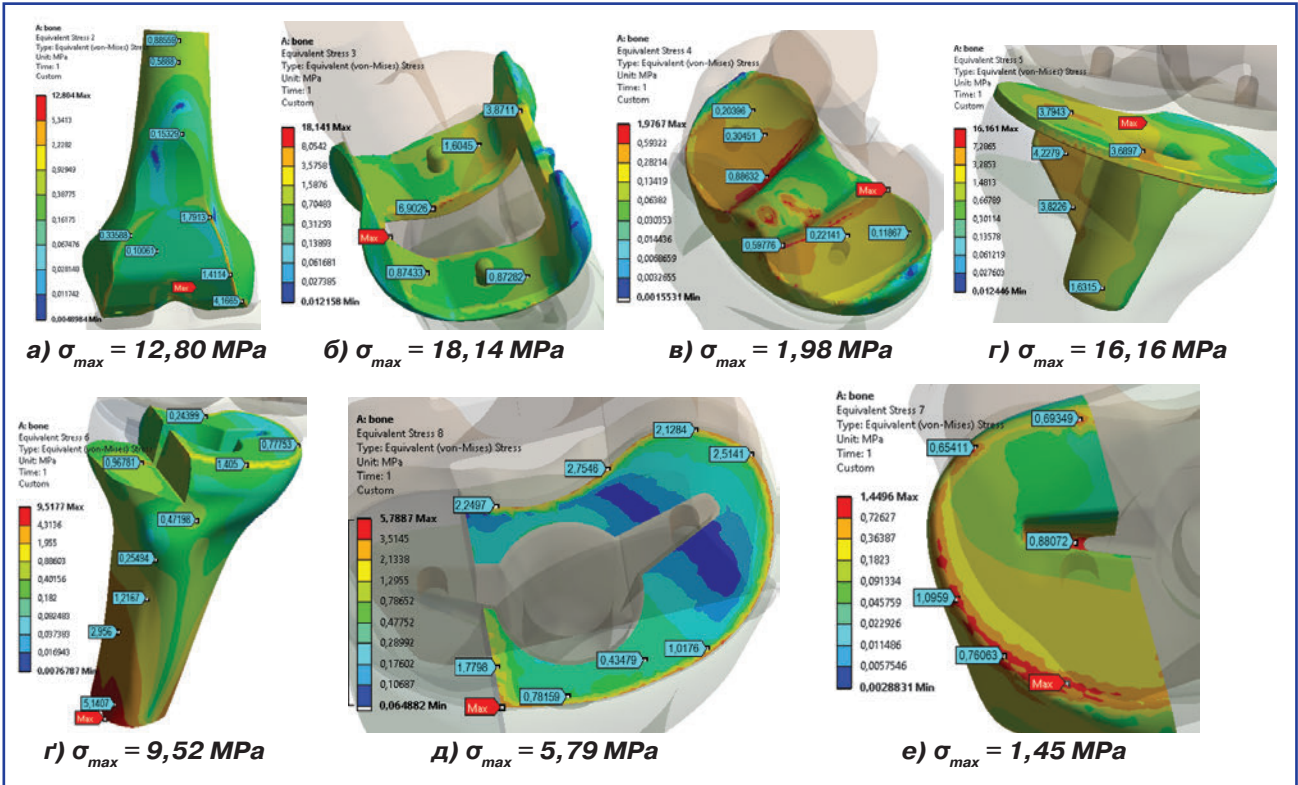 A: bone
Equivalent Stress 2
Type: Equivalent (von-Mises) Stress
Unit: MPa
Time: 1
Custom
12,804 Max
5,3413
2,2282
0,92949
0,38775
0,16175
0,067476
0,028148
0,011742
0,0048984 Min
0,88569
0,5888
0,15329
1,7913
0,33588
0,10061
1,4114
Max
4,1665
а) σmax = 12,80 MPa
A: bone
Equivalent Stress 3
Type: Equivalent (von-Mises) Stress
Unit: MPa
Time: 1
Custom
18,141 Max
8,0542
3,5758
1,5876
0,70483
0,31293
0,13893
0,061681
0,027385
0,012158 Min
3,8711
1,6045
6,9026
Max
0,87433
0,87282
б) σmax = 18,14 MPa
A: bone
Equivalent Stress 4
Type: Equivalent (von-Mises) Stress
Unit: MPa
Time: 1
Custom
1,9767 Max
0,59322
0,28214
0,13419
0,06382
0,030353
0,014436
0,0068659
0,0032655
0,0015531 Min
0,20396
0,30451
0,88632
Max
0,59776
0,22141
0,11867
в) σmax = 1,98 MPa
A: bone
Equivalent Stress 5
Type: Equivalent (von-Mises) Stress
Unit: MPa
Time: 1
Custom
16,161 Max
7,2865
3,2853
1,4813
0,66789
0,30114
0,13578
0,061219
0,027603
0,012446 Min
3,7943
Max
4,2279
3,6897
3,8226
1,6315
г) σmax = 16,16 MPa
A: bone
Equivalent Stress 6
Type: Equivalent (von-Mises) Stress
Unit: MPa
Time: 1
Custom
9,5177 Max
4,3136
1,955
0,88603
0,40156
0,182
0,082483
0,037383
0,016943
0,0076787 Min
0,24399
0,77753
0,96781
1,405
0,47198
0,25494
1,2167
2,956
5,1407
Max
ґ) σmax = 9,52 MPa
A: bone
Equivalent Stress 8
Type: Equivalent (von-Mises) Stress
Unit: MPa
Time: 1
Custom
5,7887 Max
3,5145
2,1338
1,2955
0,78652
0,47752
0,28992
0,17602
0,10687
0,064882 Min
2,1284
2,5141
2,7546
2,2497
1,7798
0,43479
1,0176
0,78159
Max
д) σmax = 5,79 MPa
A: bone
Equivalent Stress 7
Type: Equivalent (von-Mises) Stress
Unit: MPa
Time: 1
Custom
1,4496 Max
0,72627
0,36387
0,1823
0,091334
0,045759
0,022926
0,011486
0,0057546
0,0028831 Min
0,69349
0,65411
0,88072
1,0959
0,76063
Max
е) σmax = 1,45 MPa